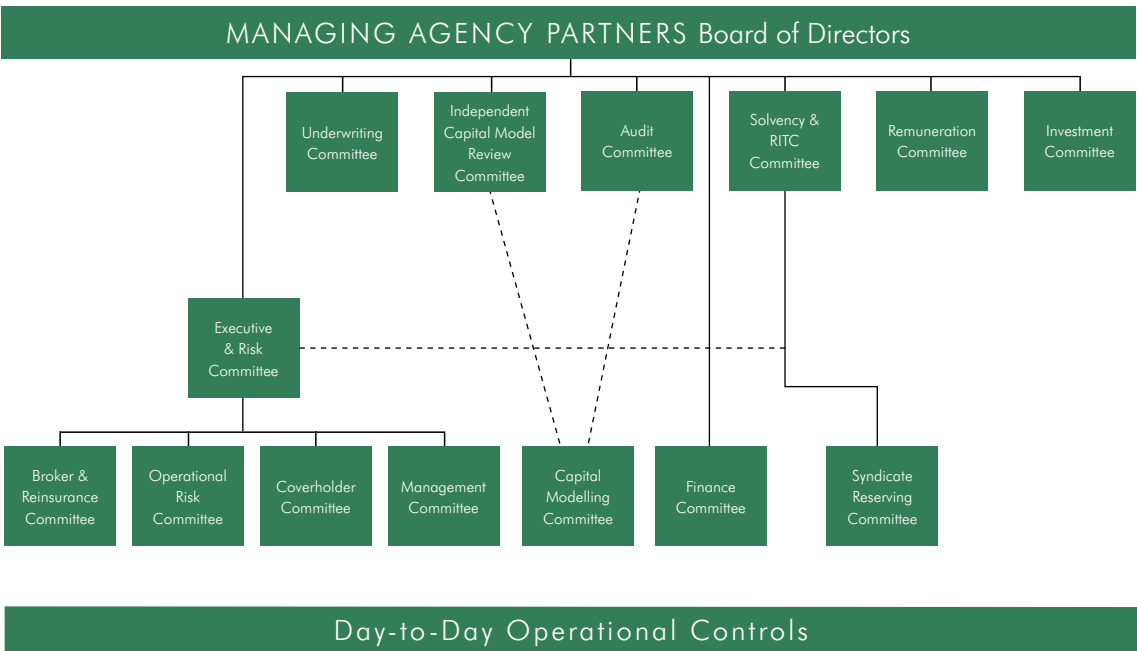 MANAGING AGENCY PARTNERS Board of Directors
Underwriting
Committee
Independent
Capital Model
Review
Committee
Audit
Committee
Solvency &
RITC
Committee
Remuneration
Committee
Investment
Committee
Executive
& Risk
Committee
Broker &
Reinsurance
Committee
Operational
Risk
Committee
Coverholder
Committee
Management
Committee
Capital
Modelling
Committee
Finance
Committee
Syndicate
Reserving
Committee
Day-to-Day Operational Controls